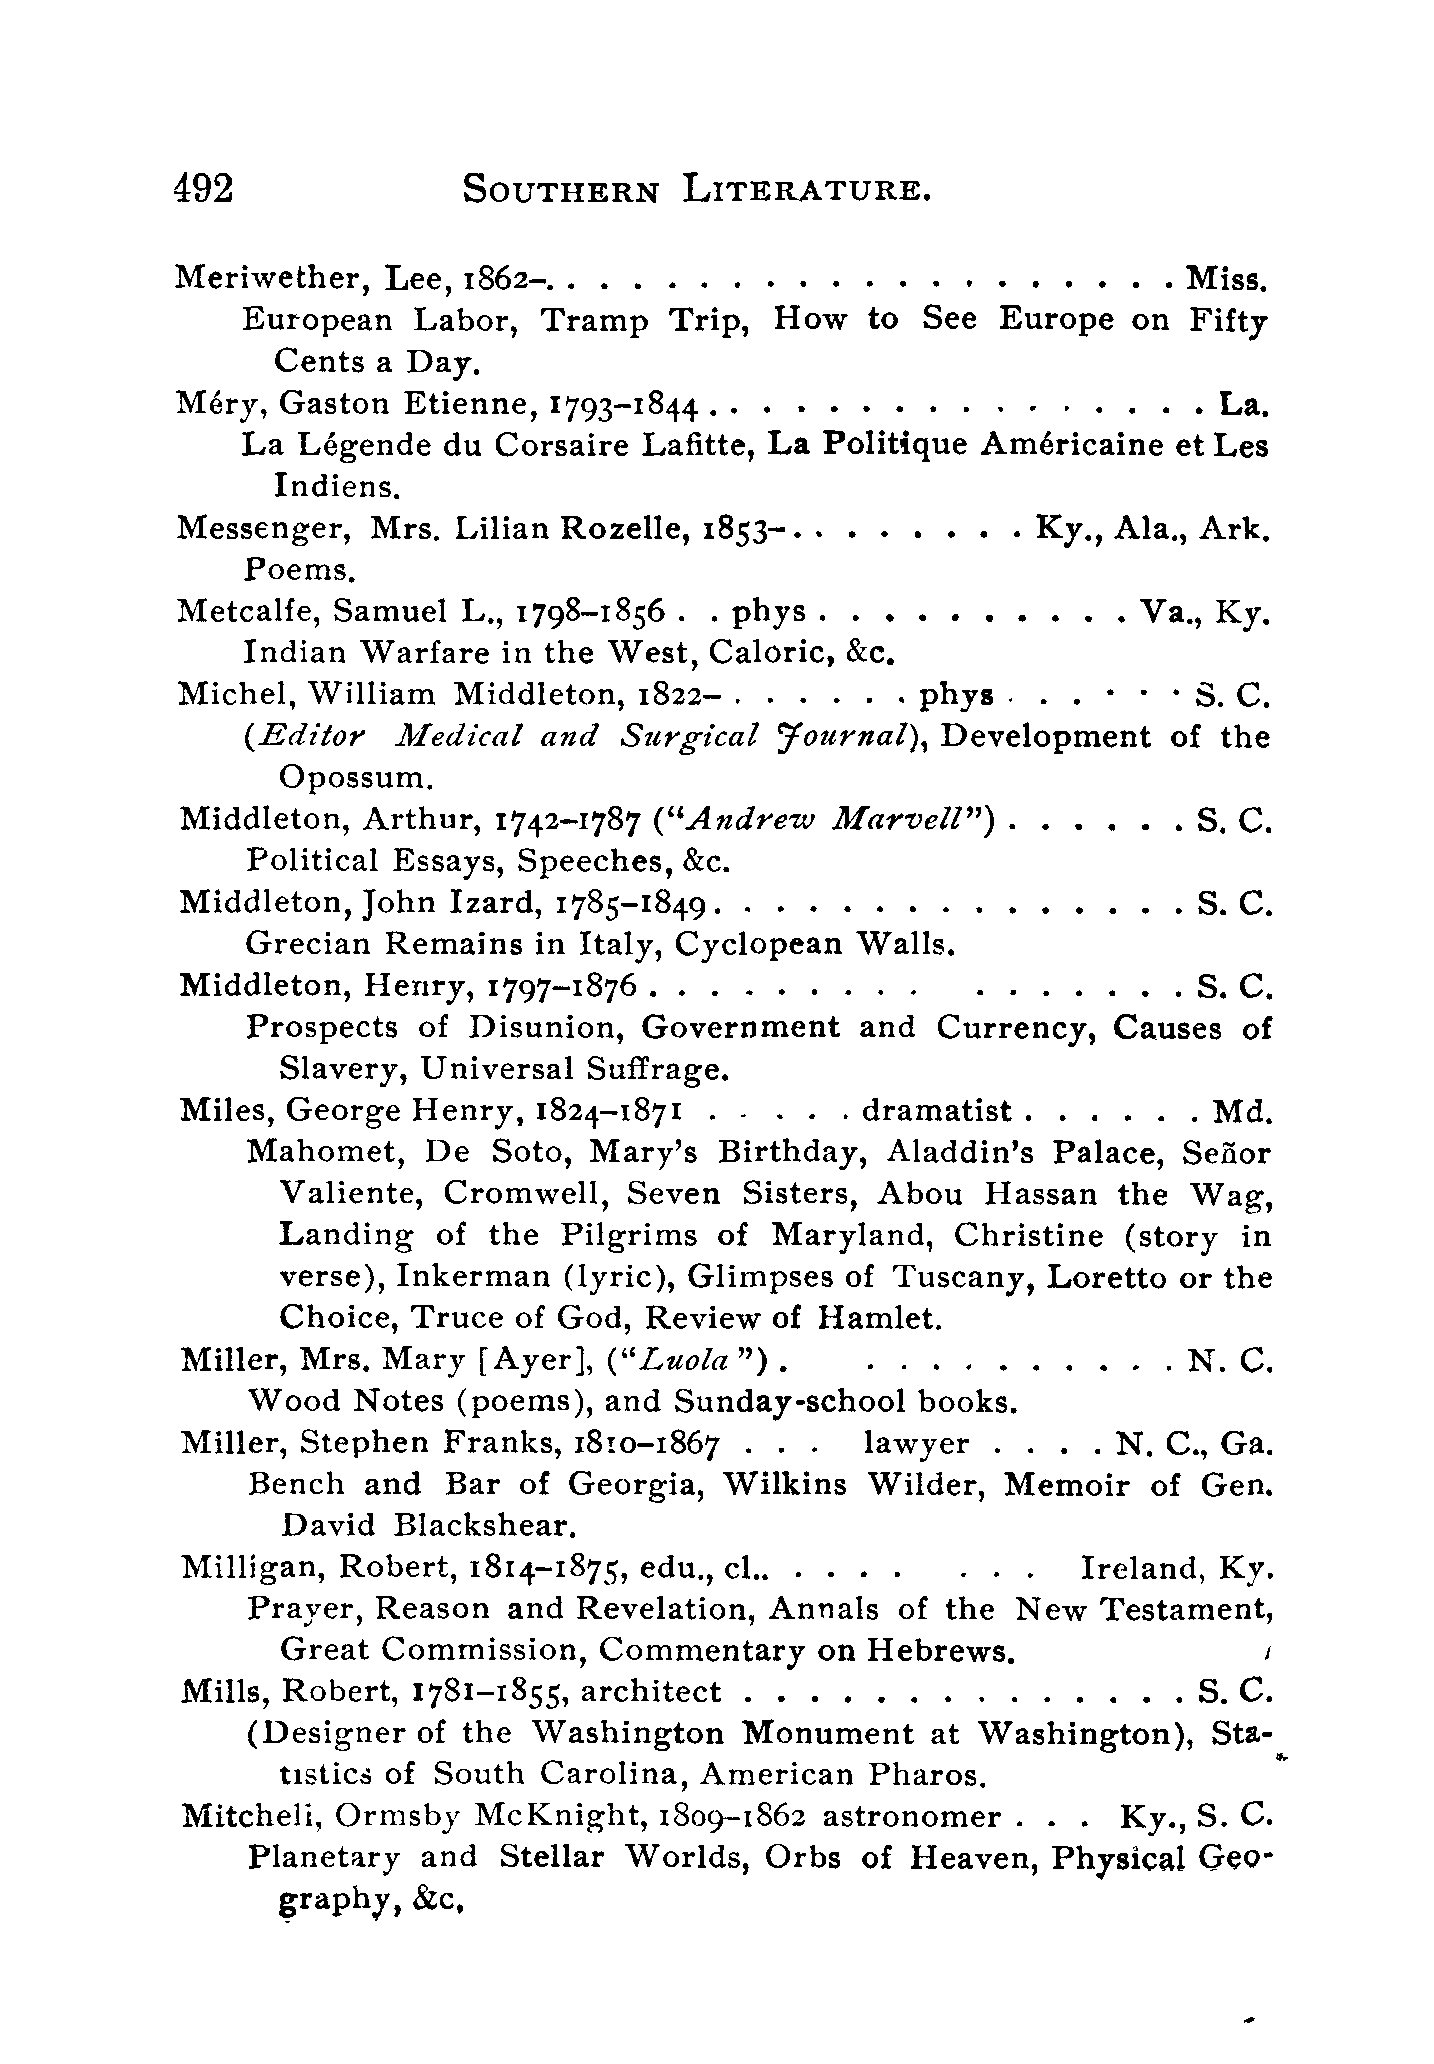 492 SOUTHERN LITERATURE.
Meriwether, Lee, 1862–. . . . . . . . . . . . . . . . . . . . Miss.
European Labor, Tramp Trip, How to See Europe on Fifty
Cents a Day.
Méry, Gaston Etienne, 1793–1844 . . . . . . . . . . . . . . . . La.
La Légende du Corsaire Lafitte, La Politique Américaine et Les
Indiens.
Messenger, Mrs. Lilian Rozelle, 1853–. . . . . . . . Ky., Ala., Ark.
Poems.
Metcalfe, Samuel L., 1798–1856 . . phys . . . . . . . . . . Va., Ky.
Indian Warfare in the West, Caloric, &c.
Michel, William Middleton, 1822– . . . . . . phys . . . . . . S. C.
(Editor Medical and Surgical Journal), Development of the
Opossum.
Middleton, Arthur, 1742–1787 ("Andrew Marvell") . . . . . . S. C.
Political Essays, Speeches, &c.
Middleton, John Izard, 1785–1849. . . . . . . . . . . . . . . S. C.
Grecian Remains in Italy, Cyclopean Walls.
Middleton, Henry, 1797–1876 . . . . . . . . . . . . . . . . S. C.
Prospects of Disunion, Government and Currency, Causes of
Slavery, Universal Suffrage.
Miles, George Henry, 1824–1871 . . . . . dramatist . . . . . . Md.
Mahomet, De Soto, Mary's Birthday, Aladdin's Palace, Señor
Valiente, Cromwell, Seven Sisters, Abou Hassan the Wag,
Landing of the Pilgrims of Maryland, Christine (story in
verse), Inkerman (lyric), Glimpses of Tuscany, Loretto or the
Choice, Truce of God, Review of Hamlet.
Miller, Mrs. Mary [Ayer], ("Luola") . . . . . . . . . . . N. C.
Wood Notes (poems), and Sunday-school books.
Miller, Stephen Franks, 1810–1867 . . . lawyer . . . . N. C., Ga.
Bench and Bar of Georgia, Wilkins Wilder, Memoir of Gen.
David Blackshear.
Milligan, Robert, 1814–1875, edu., cl.. . . . . . . . Ireland, Ky.
Prayer, Reason and Revelation, Annals of the New Testament,
Great Commission, Commentary on Hebrews.
Mills, Robert, 1781–1855, architect . . . . . . . . . . . . . . S. C.
(Designer of the Washington Monument at Washington), Sta-
tistics of South Carolina, American Pharos.
Mitchell, Ormsby McKnight, 1809–1862 astronomer . . . Ky., S. C.
Planetary and Stellar Worlds, Orbs of Heaven, Physical Geo-
graphy, &c.